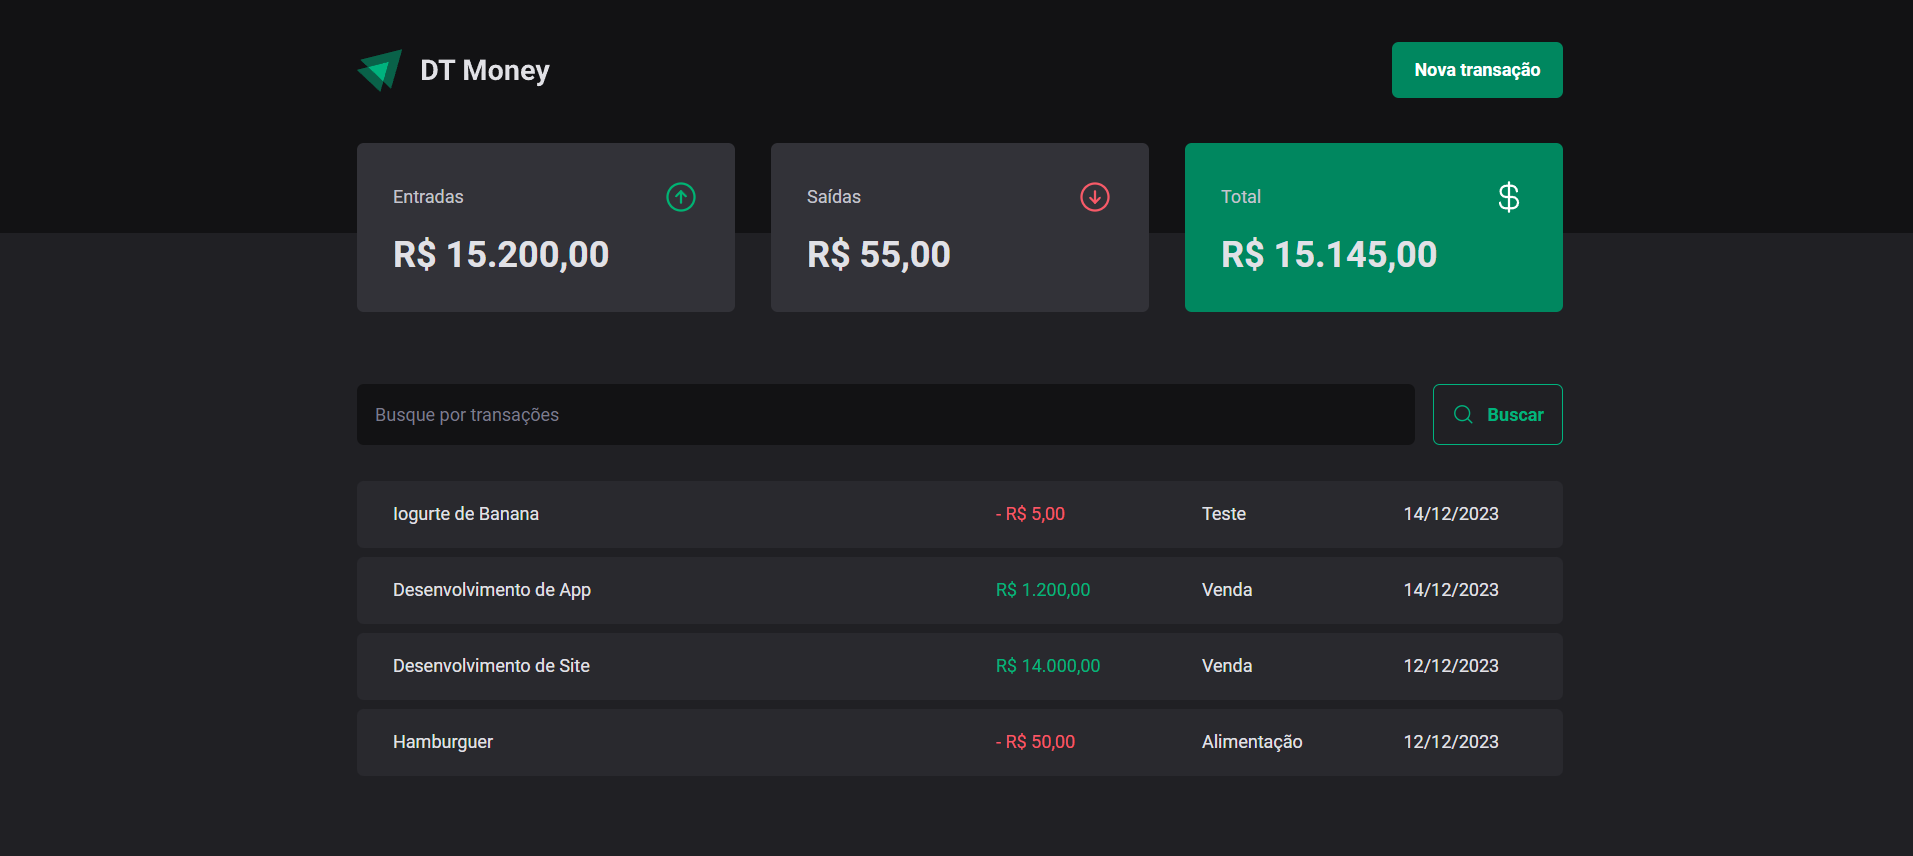 DT Money
Nova transação
Entradas
Saídas
Total $
R$ 15.200,00
R$ 55,00
R$ 15.145,00
Busque por transações
Buscar
Iogurte de Banana - R$ 5,00 Teste 14/12/2023
Desenvolvimento de App R$ 1.200,00 Venda 14/12/2023
Desenvolvimento de Site R$ 14.000,00 Venda 12/12/2023
Hamburguer - R$ 50,00 Alimentação 12/12/2023